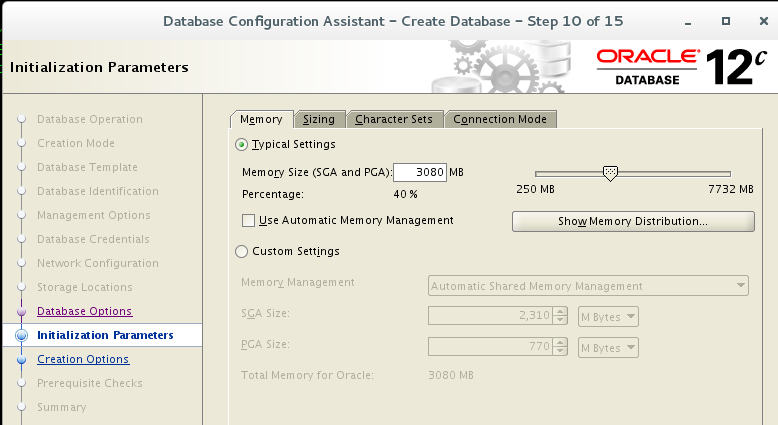 Database Configuration Assistant - Create Database - Step 10 of 15
Initialization Parameters
ORACLE
DATABASE 12c
Database Operation
Creation Mode
Database Template
Database Identification
Management Options
Database Credentials
Network Configuration
Storage Locations
Database Options
Initialization Parameters
Creation Options
Prerequisite Checks
Summary
Memory Sizing Character Sets Connection Mode
Typical Settings
Memory Size (SGA and PGA): 3080 MB
250 MB 7732 MB
Percentage: 40 %
Use Automatic Memory Management Show Memory Distribution...
Custom Settings
Memory Management Automatic Shared Memory Management
SGA Size: 2,310 M Bytes
PGA Size: 770 M Bytes
Total Memory for Oracle: 3080 MB